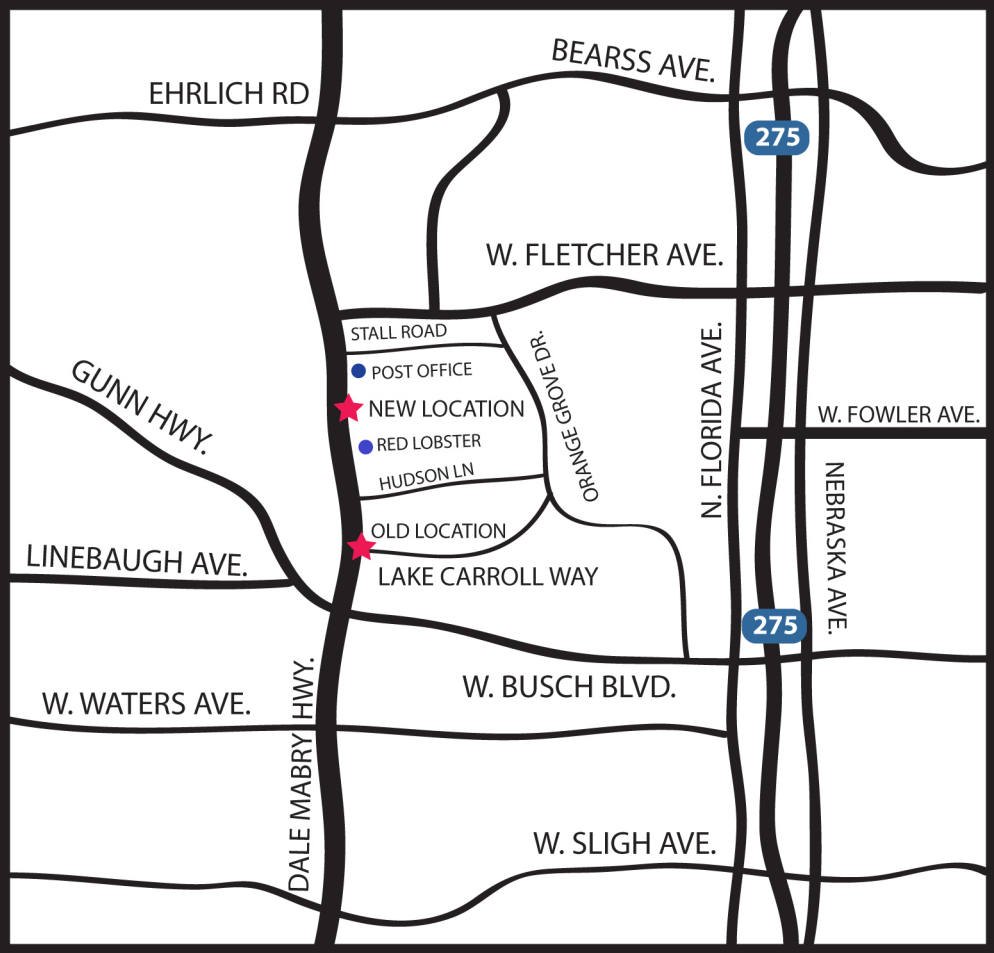 BEARSS AVE.
EHRLICH RD
275
W. FLETCHER AVE.
STALL ROAD
POST OFFICE
NEW LOCATION
RED LOBSTER
HUDSON LN
OLD LOCATION
LAKE CARROLL WAY
ORANGE GROVE DR.
N. FLORIDA AVE.
W. FOWLER AVE.
NEBRASKA AVE.
GUNN HWY.
LINEBAUGH AVE.
275
W. BUSCH BLVD.
W. WATERS AVE.
DALE MABRY HWY.
W. SLIGH AVE.